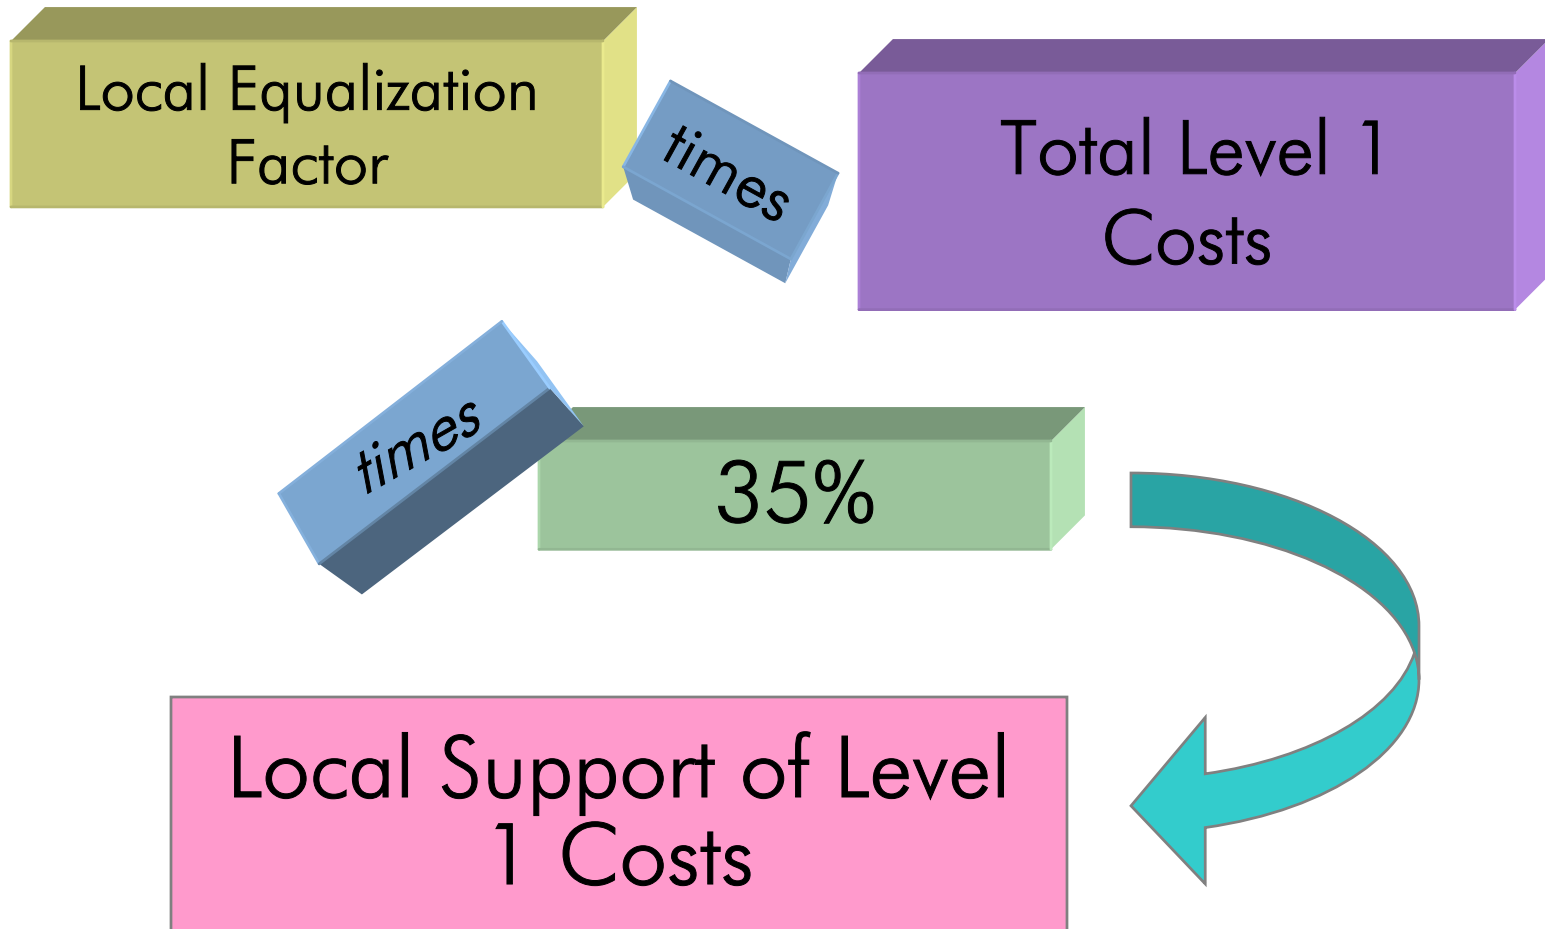 Local Equalization
Factor
times
Total Level 1
Costs
times
35%
Local Support of Level
1 Costs